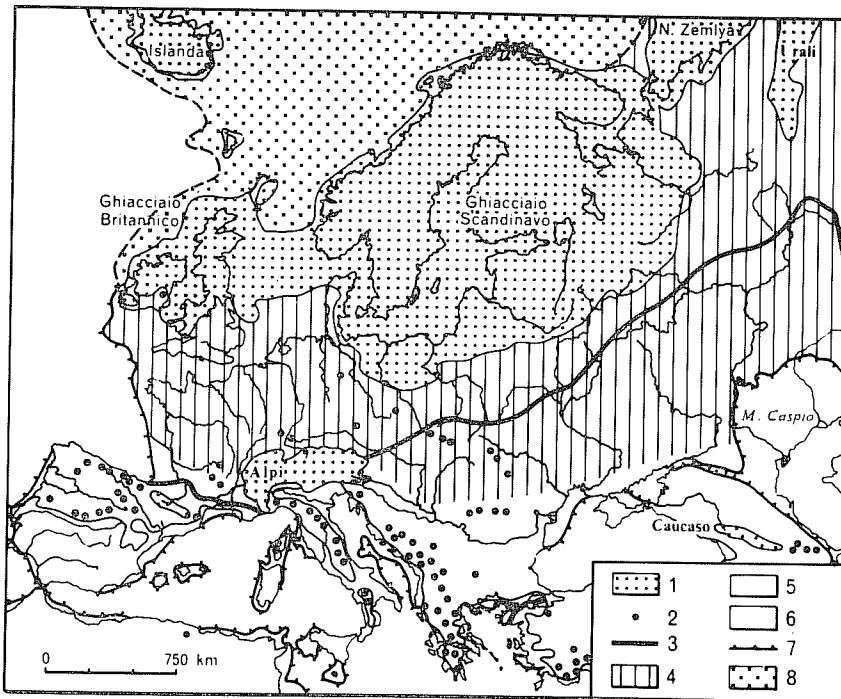 Islanda
N. Zemlya
Urali
Ghiacciaio
Britannico
Ghiacciaio
Scandinavo
M. Caspio
Alpi
Caucaso
1
2
3
4
5
6
7
8
0 750 km